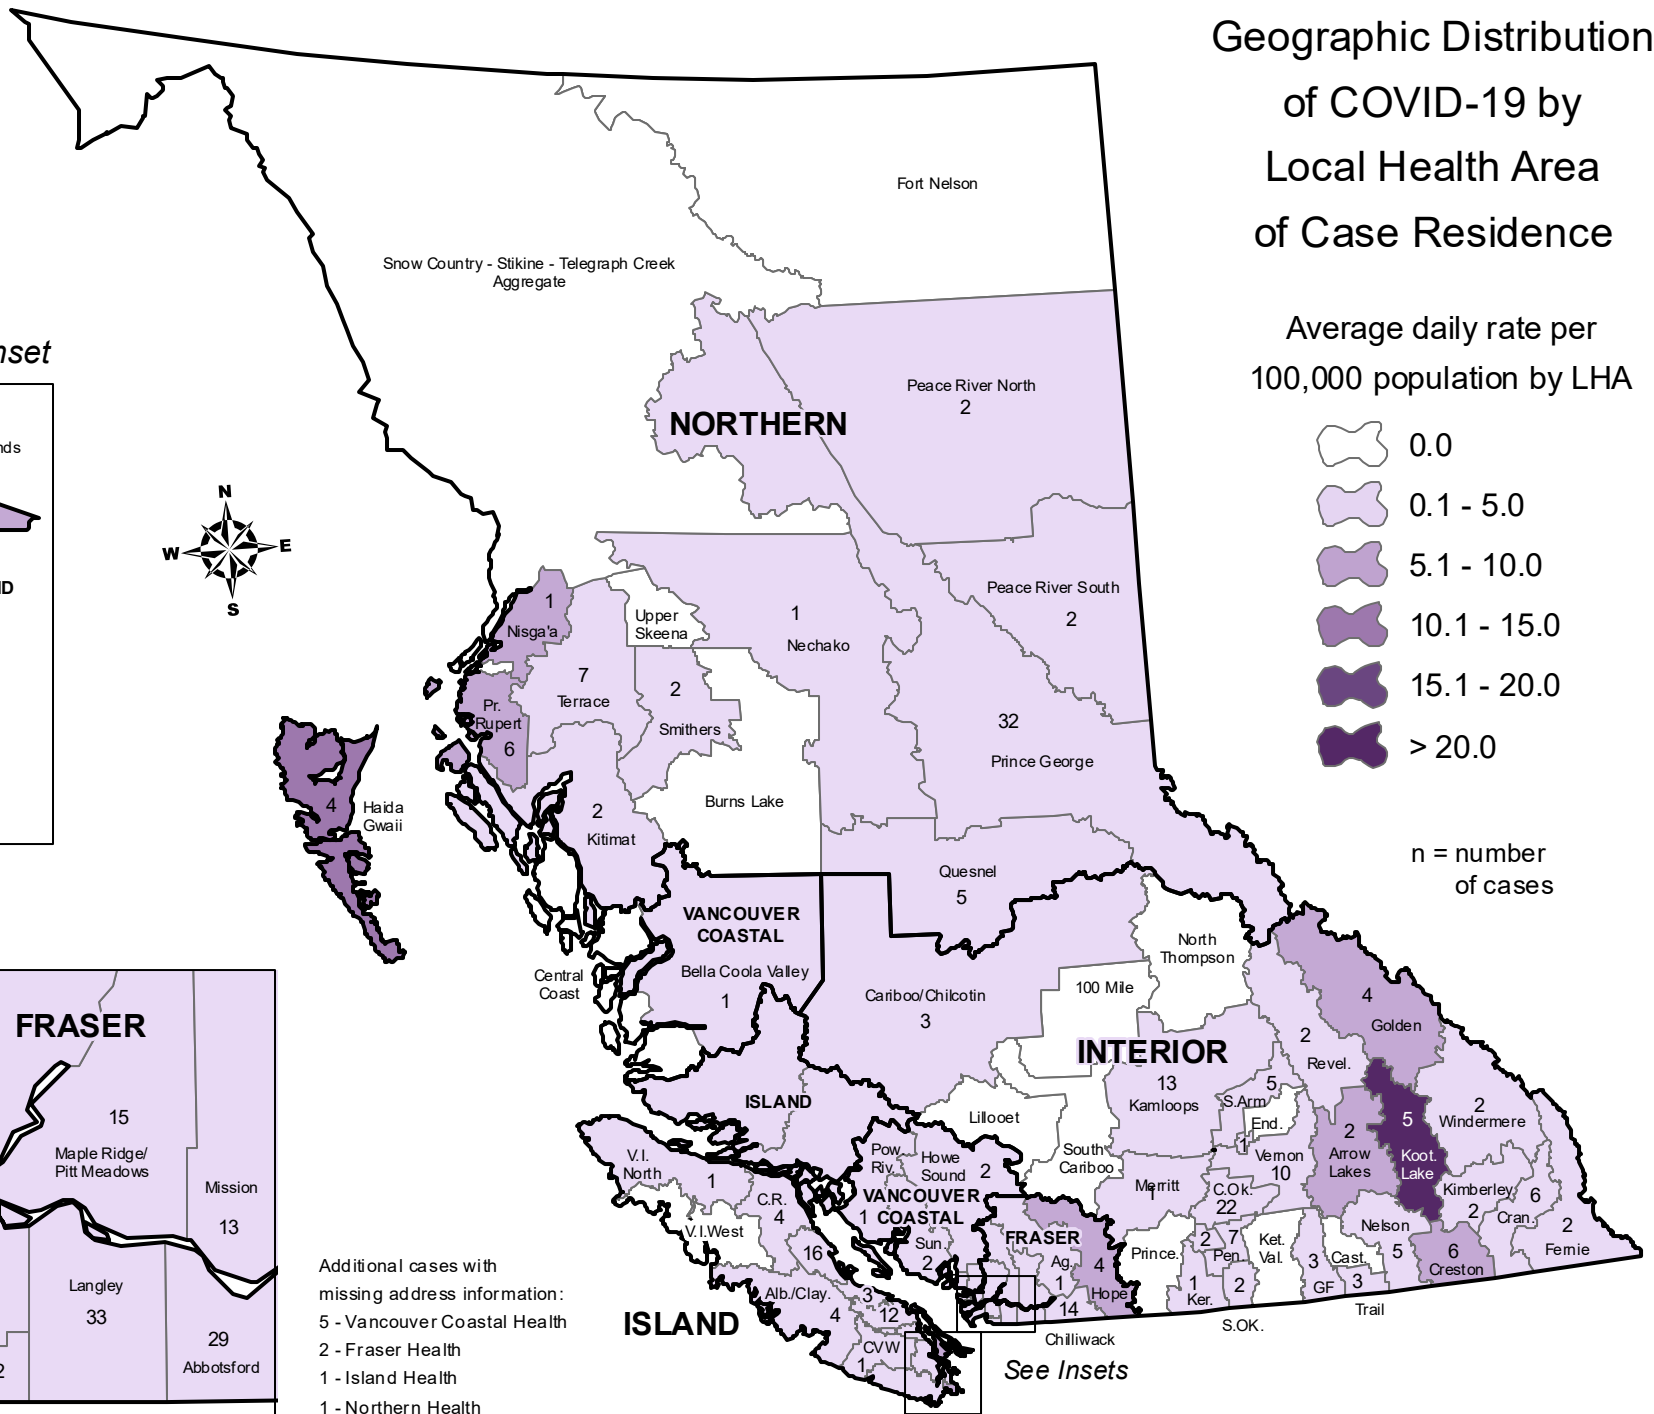 Geographic Distribution
of COVID-19 by
Local Health Area
of Case Residence
Average daily rate per
100,000 population by LHA
0.0
0.1 - 5.0
5.1 - 10.0
10.1 - 15.0
15.1 - 20.0
> 20.0
n = number
of cases
Fort Nelson
Snow Country - Stikine - Telegraph Creek
Aggregate
Peace River North
2
NORTHERN
N
W
E
S
Peace River South
2
1
Nisga'a
Upper
Skeena
1
Nechako
7
Terrace
2
Smithers
Pr.
Rupert
6
32
Prince George
4
Haida
Gwaii
2
Kitimat
Burns Lake
Quesnel
5
VANCOUVER
COASTAL
Bella Coola Valley
1
Central
Coast
Cariboo/Chilcotin
3
North
Thompson
100 Mile
INTERIOR
4
Golden
2
Revel.
13
Kamloops
5
S.Arm
End.
1
Vernon
10
2
Arrow
Lakes
5
Koot.
Lake
2
Windermere
Lillooet
South
Cariboo
Merritt
1
C.Ok.
22
Kimberley
2
6
Cran.
2
Fernie
Nelson
5
6
Creston
Prince.
2
7
Pen.
Ket.
Val.
3
GF
Cast.
3
Trail
1
Ker.
2
S.OK.
ISLAND
V.I.
North
1
C.R.
4
V.I.West
Pow.
Riv.
1
Howe
Sound
2
VANCOUVER
COASTAL
Sun.
2
FRASER
Ag.
1
4
Hope
14
Chilliwack
16
Alb./Clay.
4
3
12
CVW
1
ISLAND
See Insets
nds
FRASER
15
Maple Ridge/
Pitt Meadows
Mission
13
Langley
33
29
Abbotsford
2
Additional cases with
missing address information:
5 - Vancouver Coastal Health
2 - Fraser Health
1 - Island Health
1 - Northern Health